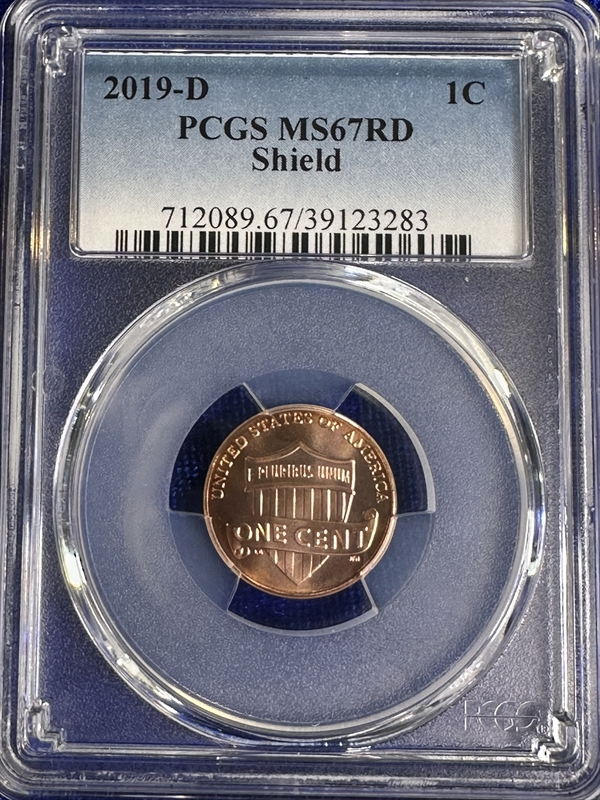 2019-D 1C
PCGS MS67RD
Shield
712089.67/39123283
UNITED STATES OF AMERICA
E PLURIBUS UNUM
ONE CENT
PCGS